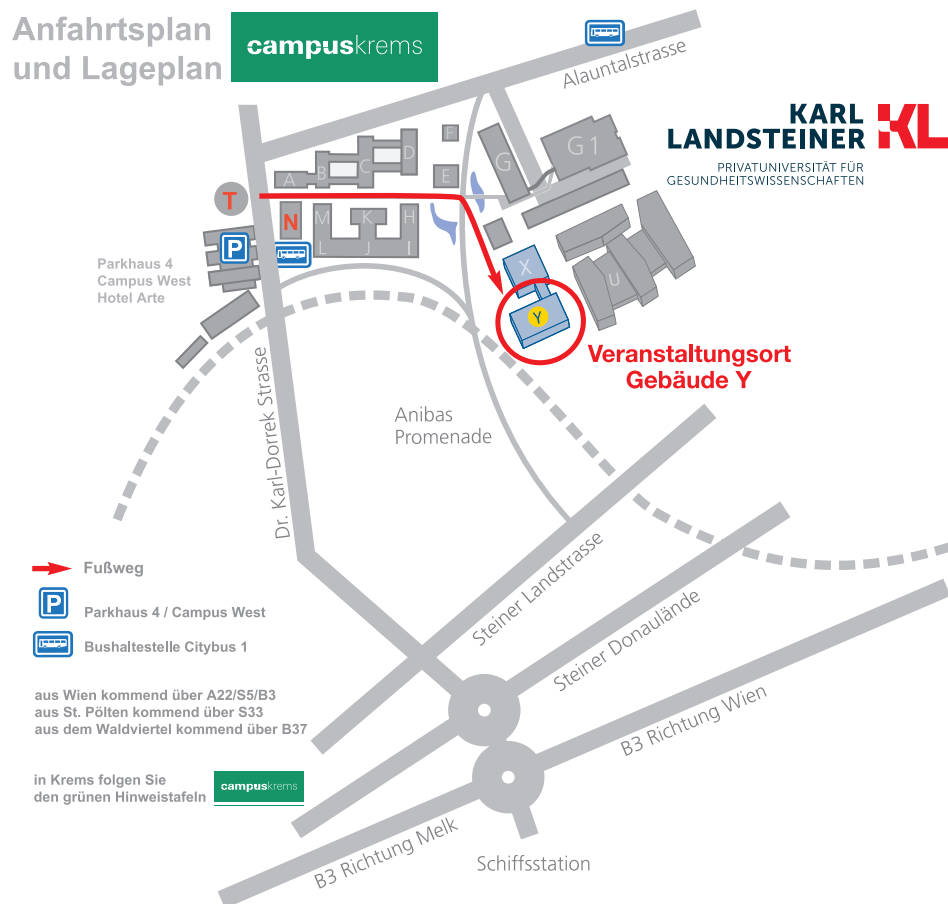 Anfahrtsplan
und Lageplan
campuskrems
Alauntalstrasse
KARL
LANDSTEINER
KL
PRIVATUNIVERSITÄT FÜR
GESUNDHEITSWISSENSCHAFTEN
F
D
C
B
A
E
G
G1
T
N
M
K
H
L
J
I
P
X
U
Y
Parkhaus 4
Campus West
Hotel Arte
Veranstaltungsort
Gebäude Y
Anibas
Promenade
Dr. Karl-Dorrek Strasse
Steiner Landstrasse
Steiner Donaulände
B3 Richtung Wien
B3 Richtung Melk
Schiffsstation
Fußweg
P
Parkhaus 4 / Campus West
Bushaltestelle Citybus 1
aus Wien kommend über A22/S5/B3
aus St. Pölten kommend über S33
aus dem Waldviertel kommend über B37
in Krems folgen Sie
den grünen Hinweistafeln
campuskrems